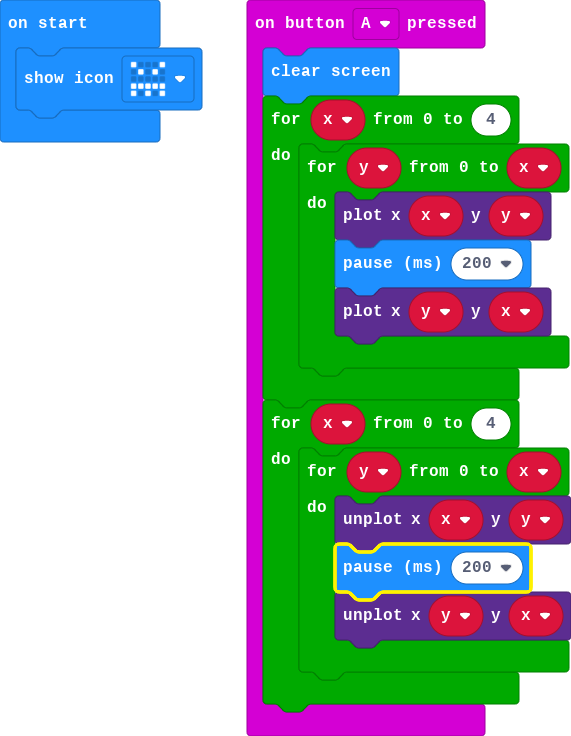 on start
show icon
on button A pressed
clear screen
for x from 0 to 4
do
for y from 0 to x
do
plot x x y y
pause (ms) 200
plot x y y x
for x from 0 to 4
do
for y from 0 to x
do
unplot x x y y
pause (ms) 200
unplot x y y x